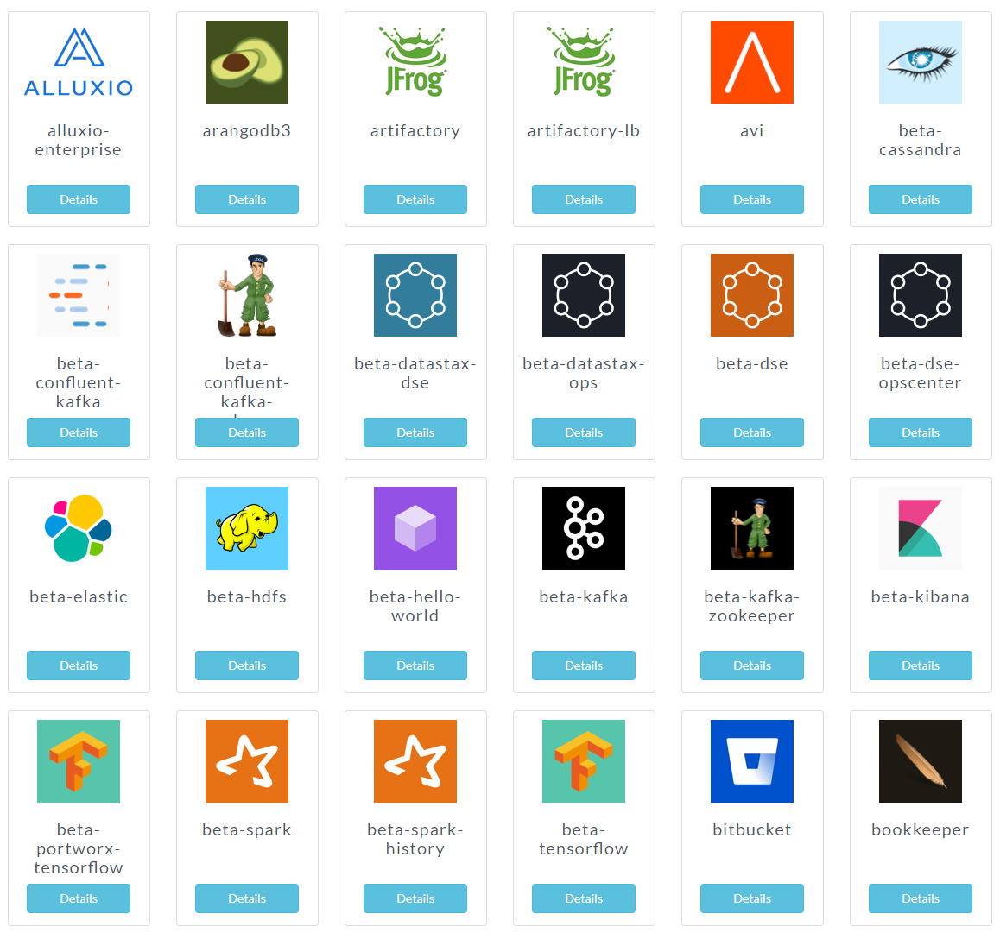 ALLUXIO
JFrog
JFrog
alluxio-
enterprise
arangodb3
artifactory
artifactory-lb
avi
beta-
cassandra
Details
Details
Details
Details
Details
Details
beta-
confluent-
kafka
beta-
confluent-
kafka-
beta-datastax-
dse
beta-datastax-
ops
beta-dse
beta-dse-
opscenter
Details
Details
Details
Details
Details
Details
beta-elastic
beta-hdfs
beta-hello-
world
beta-kafka
beta-kafka-
zookeeper
beta-kibana
Details
Details
Details
Details
Details
Details
beta-
portworx-
tensorflow
beta-spark
beta-spark-
history
beta-
tensorflow
bitbucket
bookkeeper
Details
Details
Details
Details
Details
Details